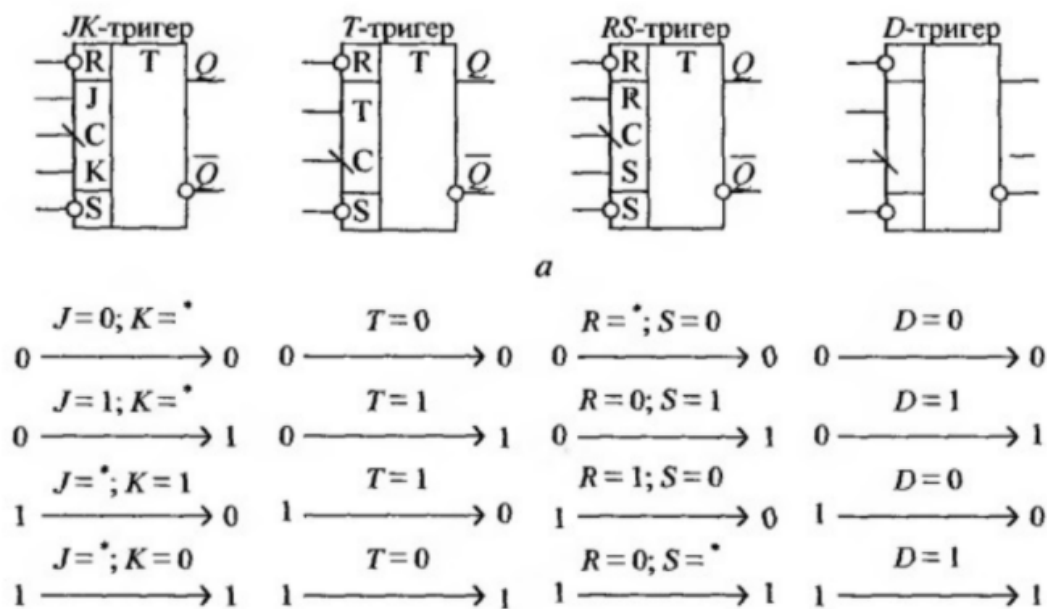 JK-тригер T-тригер RS-тригер D-тригер
R T Q R T Q R T Q
J T R
C C C
K Q̅ Q̅ S Q̅
S S S
а
J = 0; K = * T = 0 R = *; S = 0 D = 0
0 → 0 0 → 0 0 → 0 0 → 0
J = 1; K = * T = 1 R = 0; S = 1 D = 1
0 → 1 0 → 1 0 → 1 0 → 1
J = *; K = 1 T = 1 R = 1; S = 0 D = 0
1 → 0 1 → 0 1 → 0 1 → 0
J = *; K = 0 T = 0 R = 0; S = * D = 1
1 → 1 1 → 1 1 → 1 1 → 1